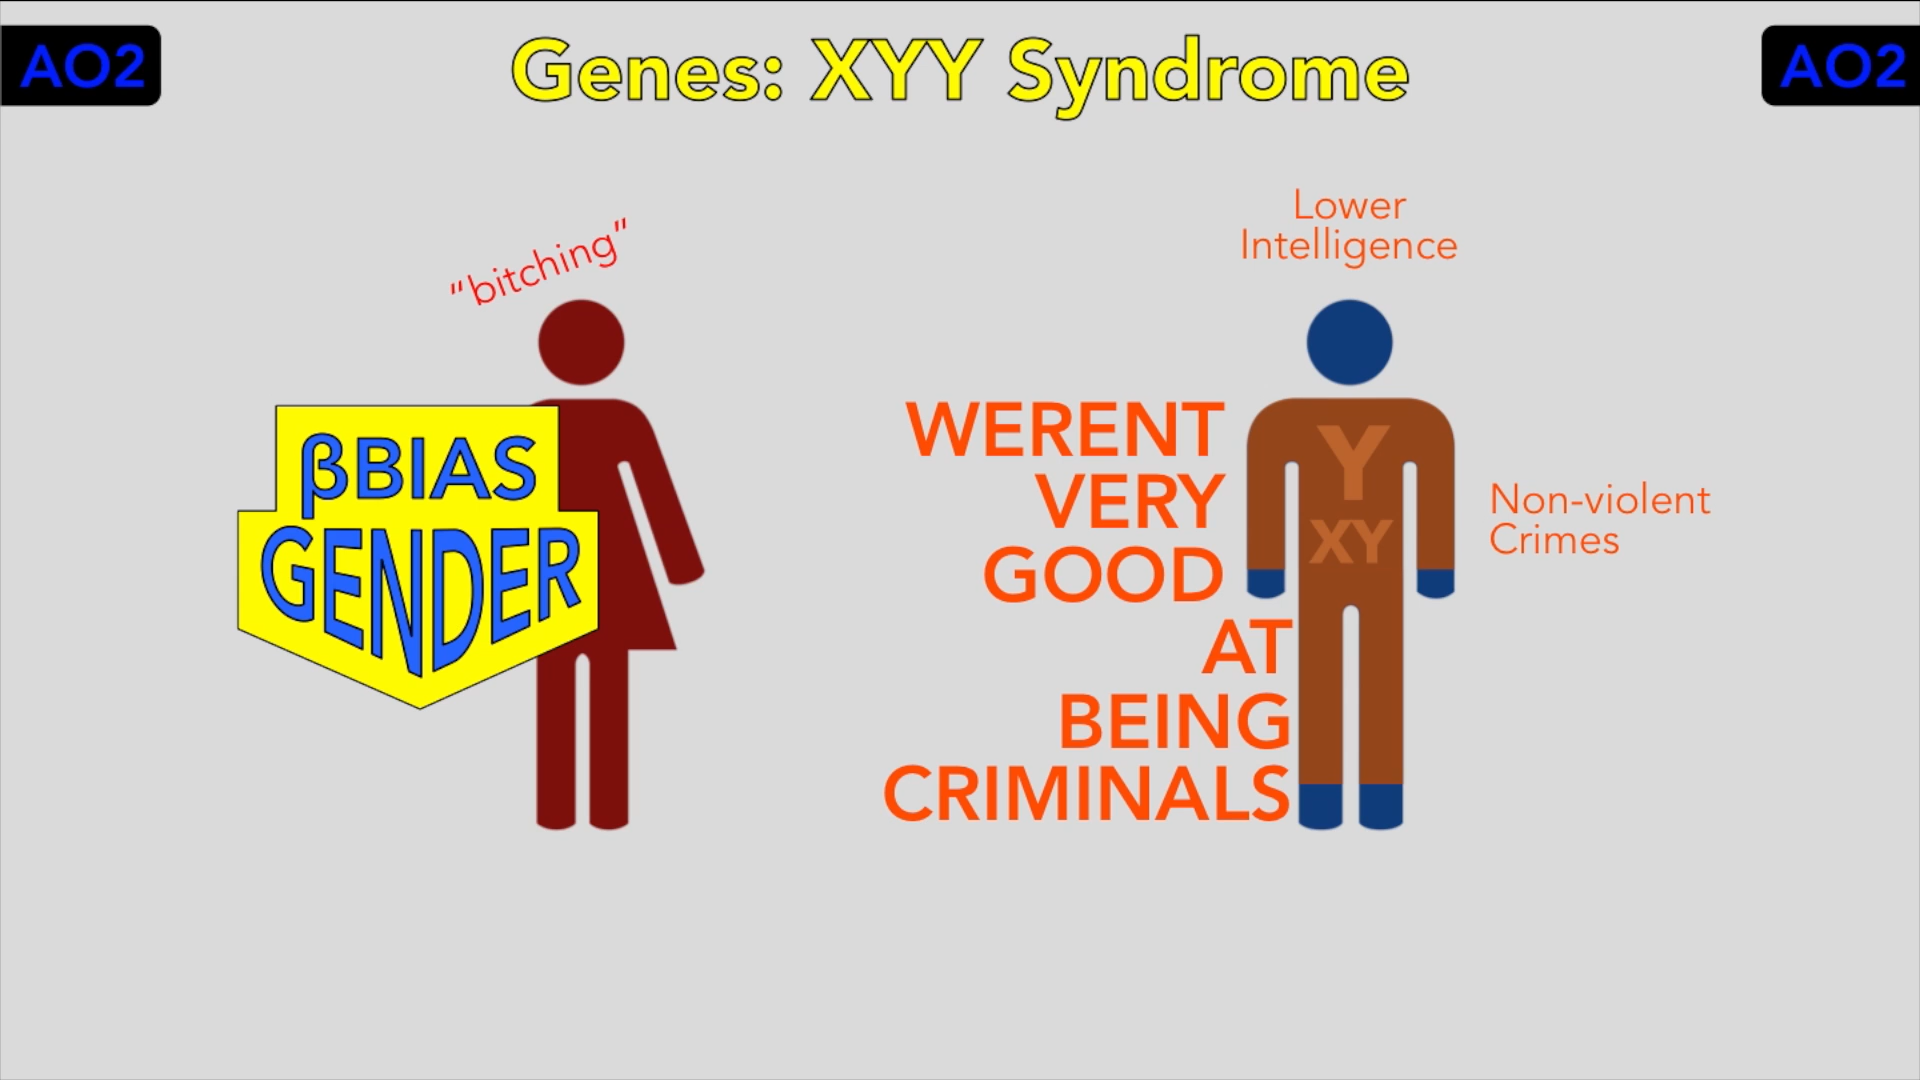 AO2
Genes: XYY Syndrome
AO2
“bitching”
βBIAS
GENDER
Lower
Intelligence
WERENT
VERY
GOOD
AT
BEING
CRIMINALS
Y
XY
Non-violent
Crimes